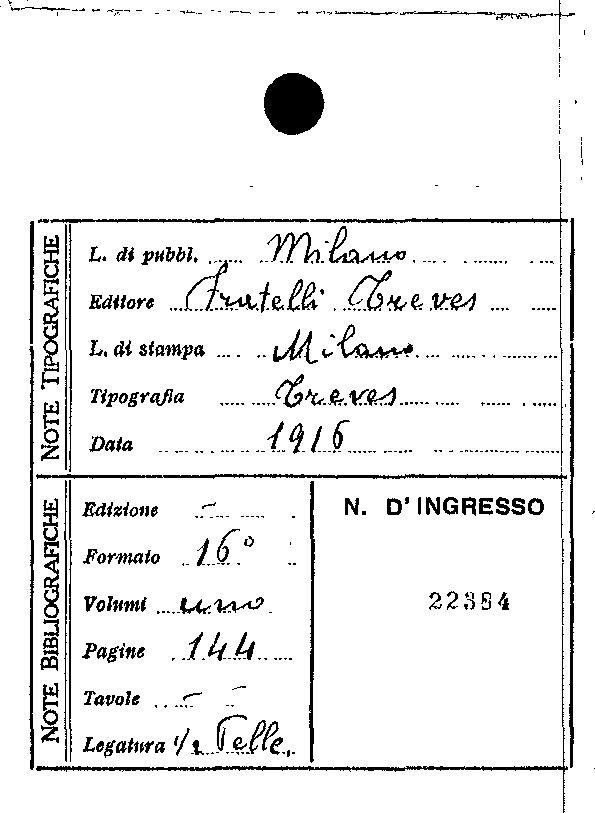 NOTE TIPOGRAFICHE
L. di pubbl. Milano
Editore Fratelli Treves
L. di stampa Milano
Tipografia Treves
Data 1916
NOTE BIBLIOGRAFICHE
Edizione –
Formato 16°
Volumi uno
Pagine 144
Tavole – –
Legatura 1/2 Pelle.
N. D'INGRESSO
22384